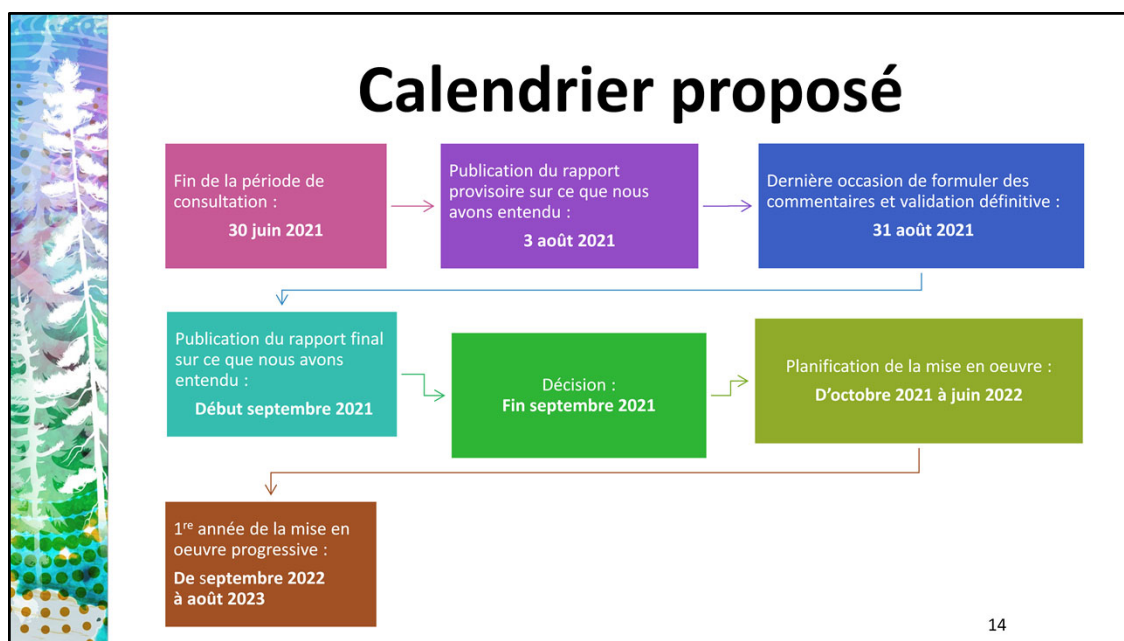 Calendrier proposé
Fin de la période de
consultation :
30 juin 2021
Publication du rapport
provisoire sur ce que nous
avons entendu :
3 août 2021
Dernière occasion de formuler des
commentaires et validation définitive :
31 août 2021
Publication du rapport final
sur ce que nous avons
entendu :
Début septembre 2021
Décision :
Fin septembre 2021
Planification de la mise en oeuvre :
D’octobre 2021 à juin 2022
1re année de la mise en
oeuvre progressive :
De septembre 2022
à août 2023
14